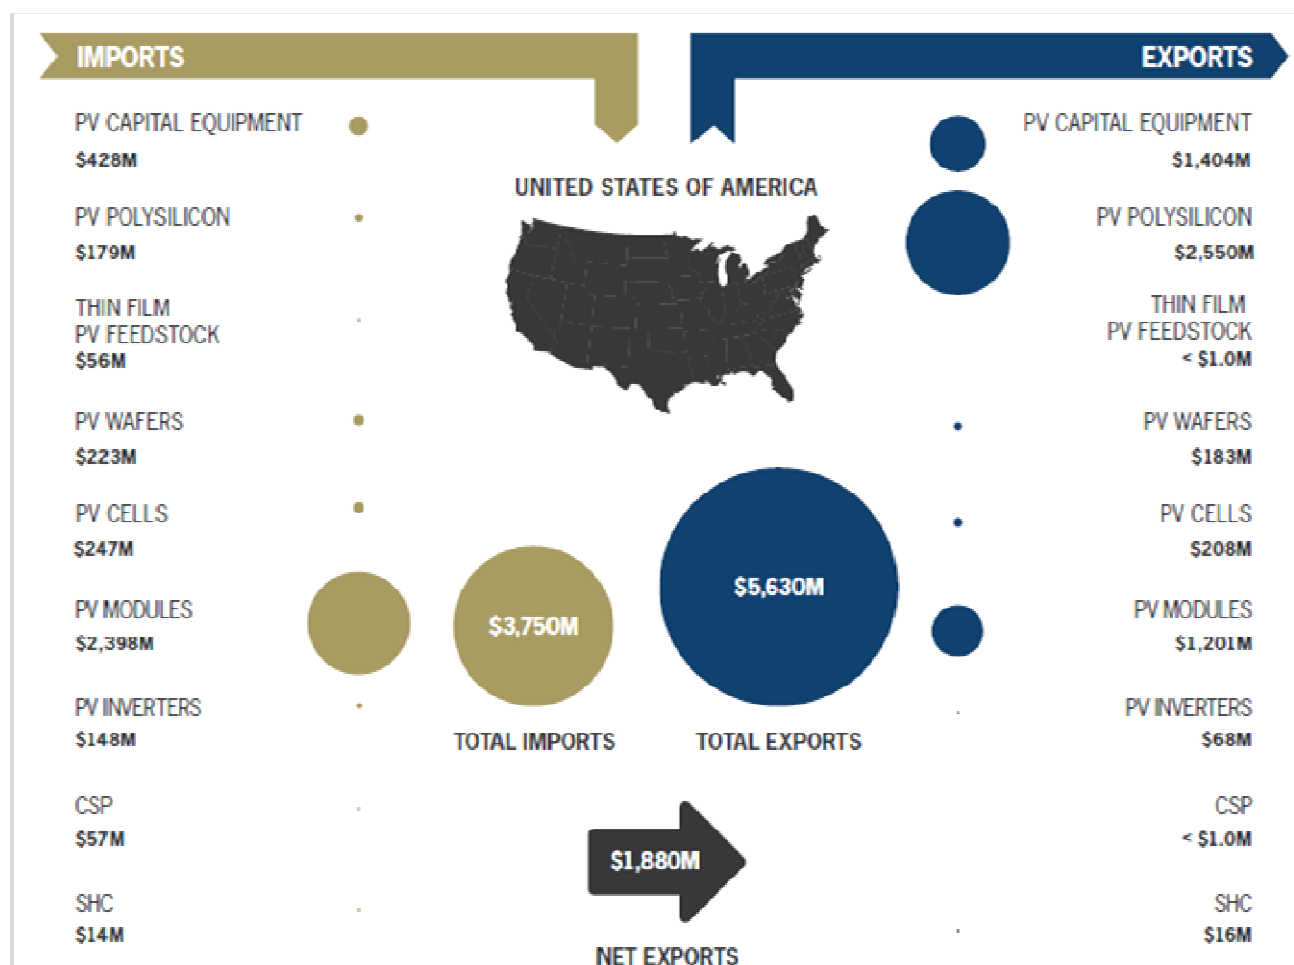 IMPORTS
EXPORTS
PV CAPITAL EQUIPMENT
$428M
PV POLYSILICON
$179M
THIN FILM
PV FEEDSTOCK
$56M
PV WAFERS
$223M
PV CELLS
$247M
PV MODULES
$2,398M
PV INVERTERS
$148M
CSP
$57M
SHC
$14M
UNITED STATES OF AMERICA
$3,750M
TOTAL IMPORTS
$5,630M
TOTAL EXPORTS
$1,880M
NET EXPORTS
PV CAPITAL EQUIPMENT
$1,404M
PV POLYSILICON
$2,550M
THIN FILM
PV FEEDSTOCK
< $1.0M
PV WAFERS
$183M
PV CELLS
$208M
PV MODULES
$1,201M
PV INVERTERS
$68M
CSP
< $1.0M
SHC
$16M